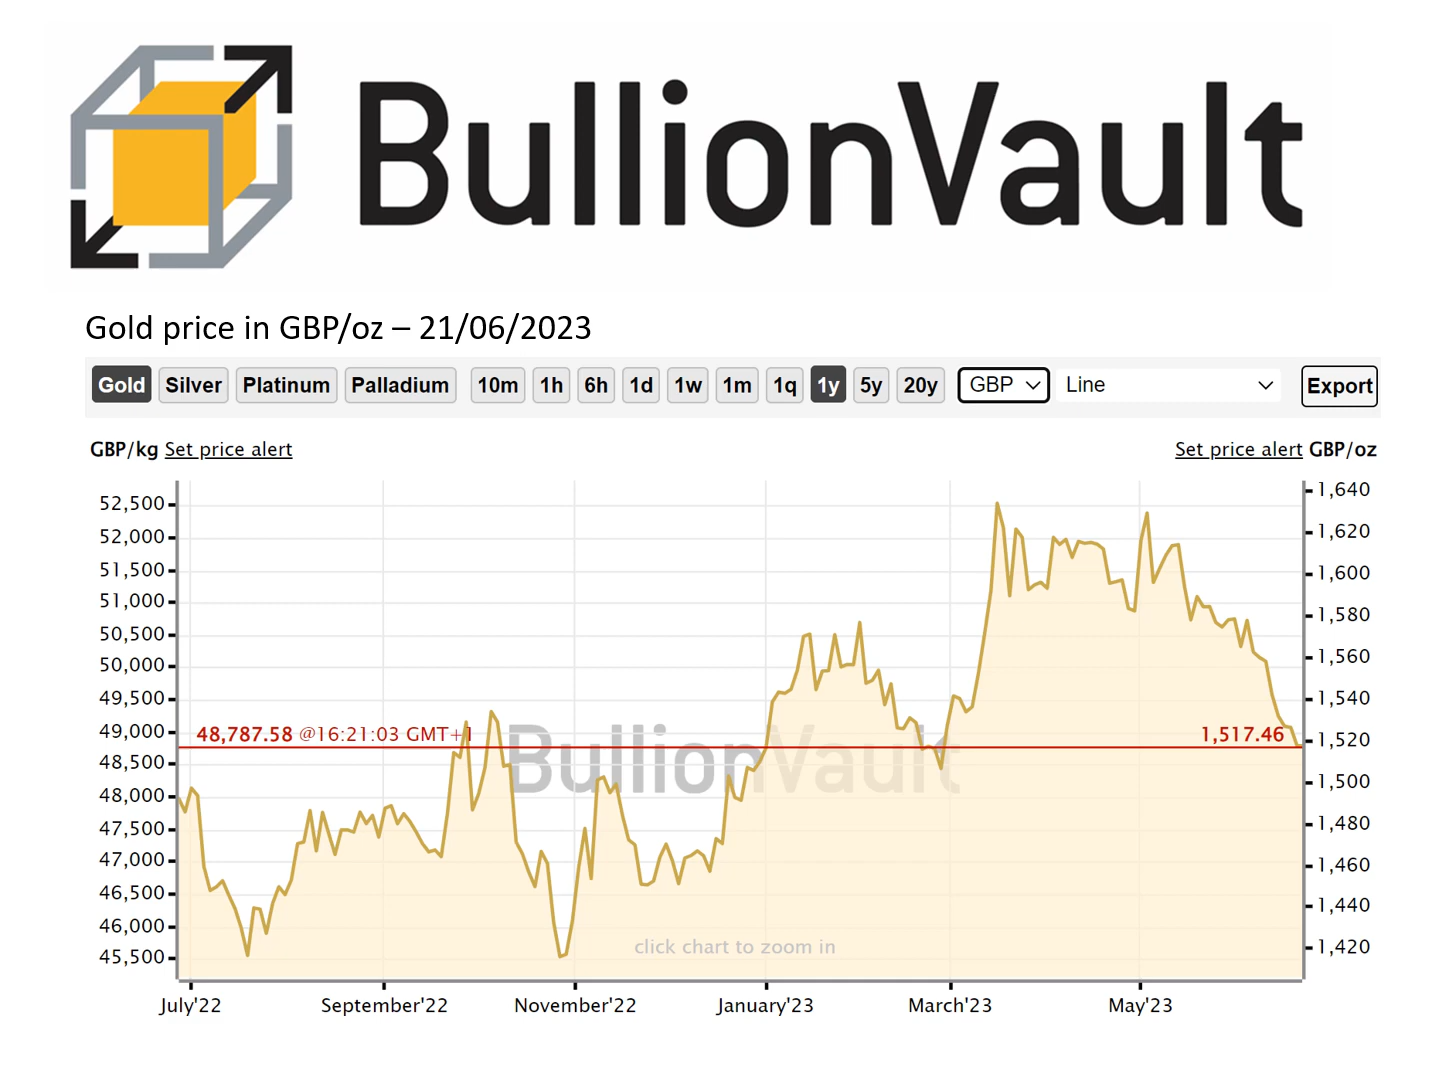 BullionVault
Gold price in GBP/oz – 21/06/2023
Gold Silver Platinum Palladium 10m 1h 6h 1d 1w 1m 1q 1y 5y 20y GBP Line Export
GBP/kg Set price alert Set price alert GBP/oz
52,500 1,640
52,000 1,620
51,500 1,600
51,000 1,580
50,500
50,000 1,560
49,500 1,540
49,000 48,787.58 @16:21:03 GMT+1 1,517.46 1,520
BullionVault
48,500 1,500
48,000
47,500 1,480
47,000 1,460
46,500 1,440
46,000
click chart to zoom in
45,500 1,420
July'22 September'22 November'22 January'23 March'23 May'23